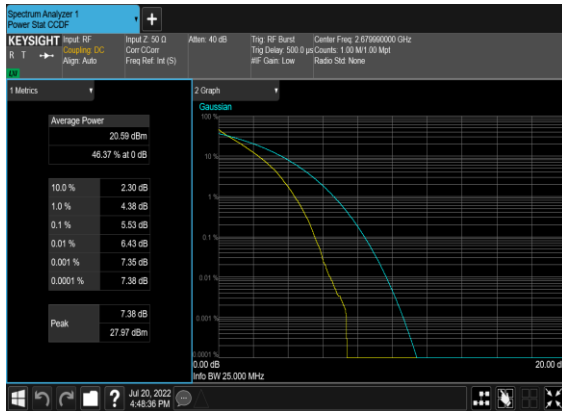 Spectrum Analyzer 1
Power Stat CCDF
+
KEYSIGHT
R T
LXI
Input: RF
Coupling: DC
Align: Auto
Input Z: 50 Ω
Corr CCorr
Freq Ref: Int (S)
Atten: 40 dB
Trig: RF Burst
Trig Delay: 500.0 µs
#IF Gain: Low
Center Freq: 2.679990000 GHz
Counts: 1.00 M/1.00 Mpt
Radio Std: None
1 Metrics
Average Power
20.59 dBm
46.37 % at 0 dB
10.0 % 2.30 dB
1.0 % 4.38 dB
0.1 % 5.53 dB
0.01 % 6.43 dB
0.001 % 7.35 dB
0.0001 % 7.38 dB
Peak
7.38 dB
27.97 dBm
2 Graph
Gaussian
100 %
10 %
1 %
0.1 %
0.01 %
0.001 %
0.0001 %
0.00 dB
20.00 d
Info BW 25.000 MHz
?
Jul 20, 2022
4:48:36 PM